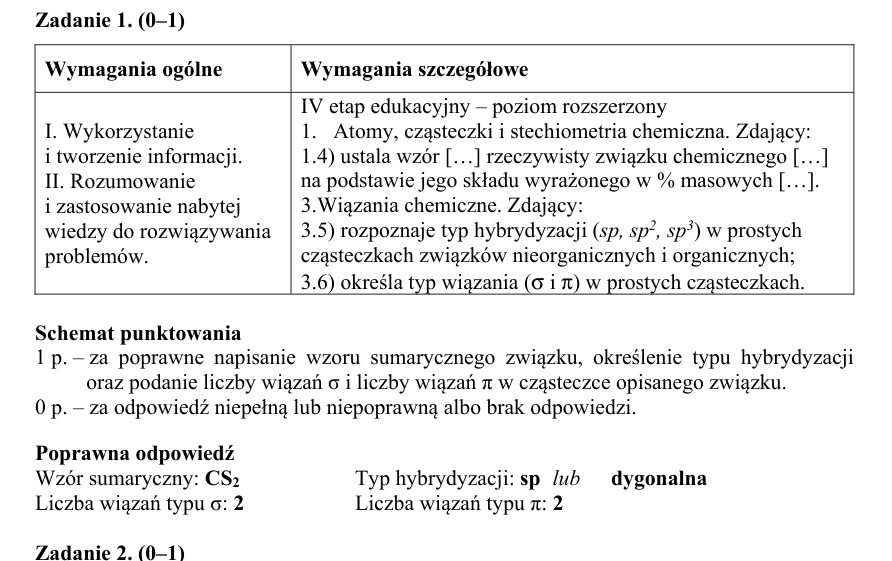 Zadanie 1. (0–1)
Wymagania ogólne
Wymagania szczegółowe
I. Wykorzystanie
i tworzenie informacji.
II. Rozumowanie
i zastosowanie nabytej
wiedzy do rozwiązywania
problemów.
IV etap edukacyjny – poziom rozszerzony
1. Atomy, cząsteczki i stechiometria chemiczna. Zdający:
1.4) ustala wzór […] rzeczywisty związku chemicznego […]
na podstawie jego składu wyrażonego w % masowych […].
3.Wiązania chemiczne. Zdający:
3.5) rozpoznaje typ hybrydyzacji (sp, sp², sp³) w prostych
cząsteczkach związków nieorganicznych i organicznych;
3.6) określa typ wiązania (σ i π) w prostych cząsteczkach.
Schemat punktowania
1 p. – za poprawne napisanie wzoru sumarycznego związku, określenie typu hybrydyzacji
oraz podanie liczby wiązań σ i liczby wiązań π w cząsteczce opisanego związku.
0 p. – za odpowiedź niepełną lub niepoprawną albo brak odpowiedzi.
Poprawna odpowiedź
Wzór sumaryczny: CS₂ Typ hybrydyzacji: sp lub dygonalna
Liczba wiązań typu σ: 2 Liczba wiązań typu π: 2
Zadanie 2. (0–1)